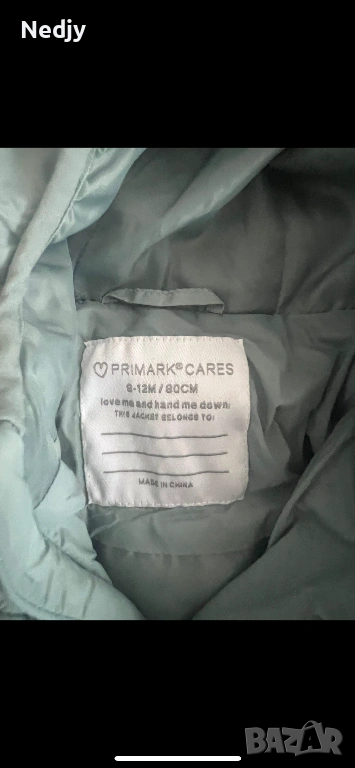 Nedjy
♡ PRIMARK® CARES
9-12M / 80CM
love me and hand me down
THIS JACKET BELONGS TO:
MADE IN CHINA
BAZAR